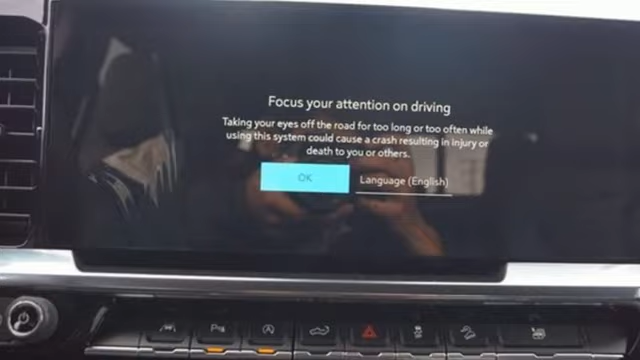 Focus your attention on driving
Taking your eyes off the road for too long or too often while
using this system could cause a crash resulting in injury or
death to you or others.
OK
Language (English)